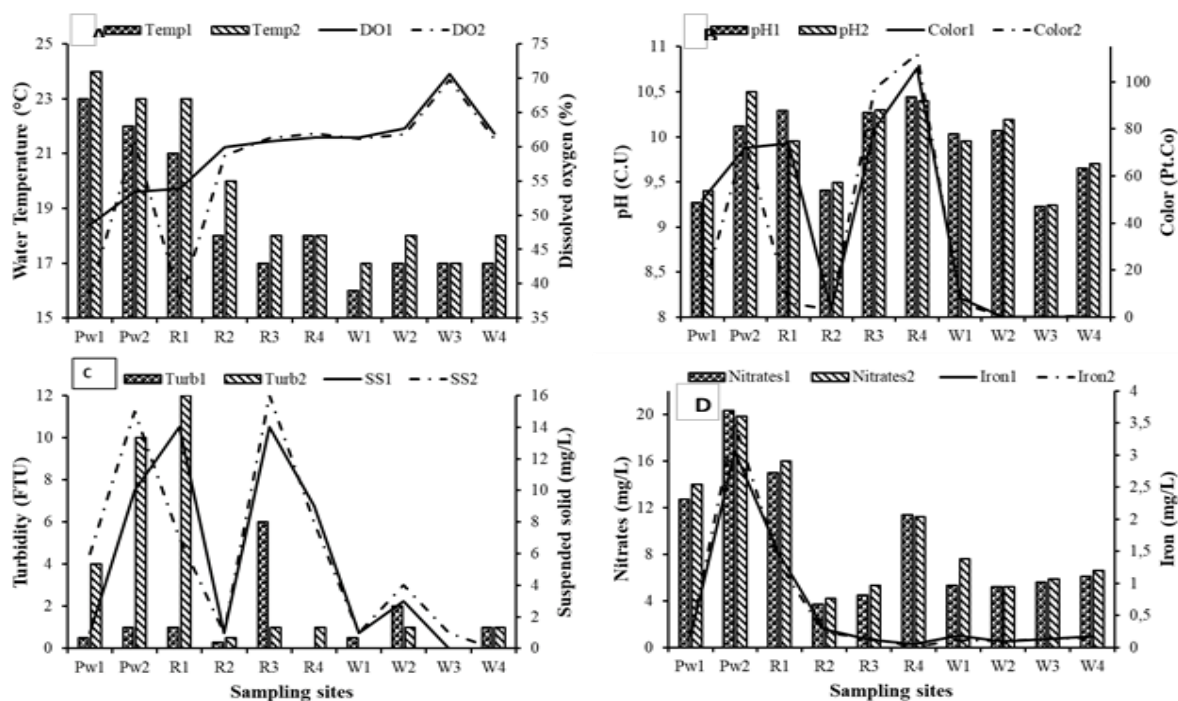 A
Temp1 Temp2 DO1 DO2
Water Temperature (°C)
25
23
21
19
17
15
Dissolved oxygen (%)
75
70
65
60
55
50
45
40
35
Pw1 Pw2 R1 R2 R3 R4 W1 W2 W3 W4
pH1 pH2 Color1 Color2
pH (C.U)
11
10,5
10
9,5
9
8,5
8
Color (Pt.Co)
100
80
60
40
20
0
Pw1 Pw2 R1 R2 R3 R4 W1 W2 W3 W4
C
Turb1 Turb2 SS1 SS2
Turbidity (FTU)
12
10
8
6
4
2
0
Suspended solid (mg/L)
16
14
12
10
8
6
4
2
0
Pw1 Pw2 R1 R2 R3 R4 W1 W2 W3 W4
Sampling sites
D
Nitrates1 Nitrates2 Iron1 Iron2
Nitrates (mg/L)
20
16
12
8
4
0
Iron (mg/L)
4
3,5
3
2,5
2
1,5
1
0,5
0
Pw1 Pw2 R1 R2 R3 R4 W1 W2 W3 W4
Sampling sites